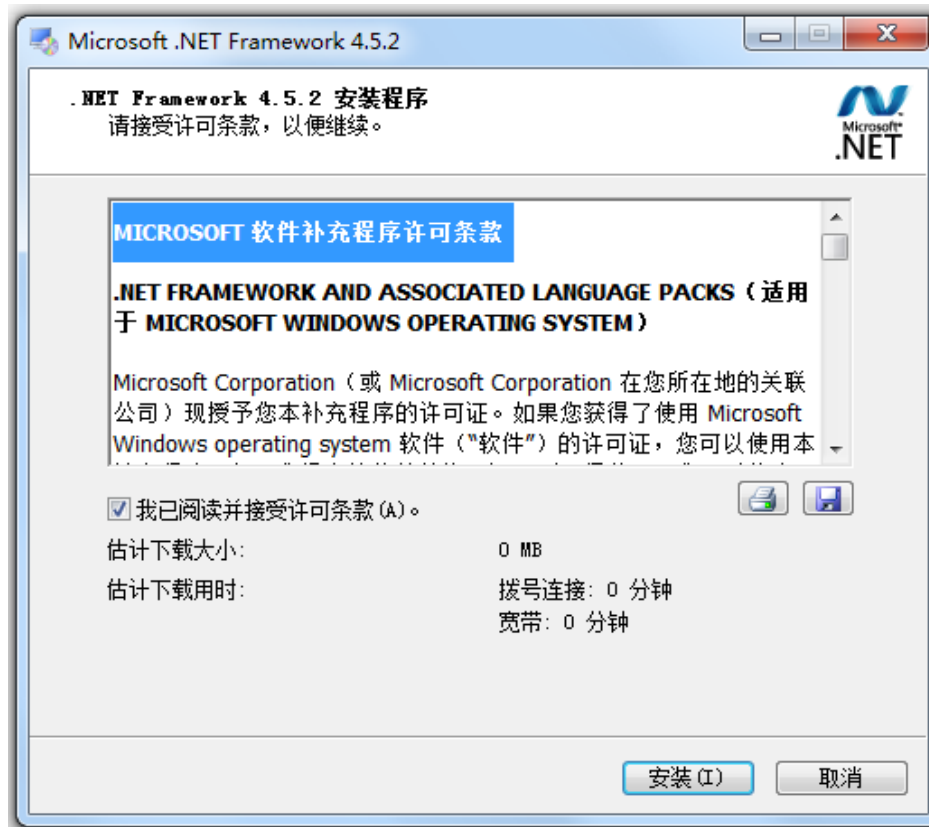 Microsoft .NET Framework 4.5.2
.NET Framework 4.5.2 安装程序
请接受许可条款，以便继续。
Microsoft
.NET
MICROSOFT 软件补充程序许可条款
.NET FRAMEWORK AND ASSOCIATED LANGUAGE PACKS（适用
于 MICROSOFT WINDOWS OPERATING SYSTEM）
Microsoft Corporation（或 Microsoft Corporation 在您所在地的关联
公司）现授予您本补充程序的许可证。如果您获得了使用 Microsoft
Windows operating system 软件（“软件”）的许可证，您可以使用本
我已阅读并接受许可条款(A)。
估计下载大小: 0 MB
估计下载用时: 拨号连接: 0 分钟
宽带: 0 分钟
安装(I) 取消